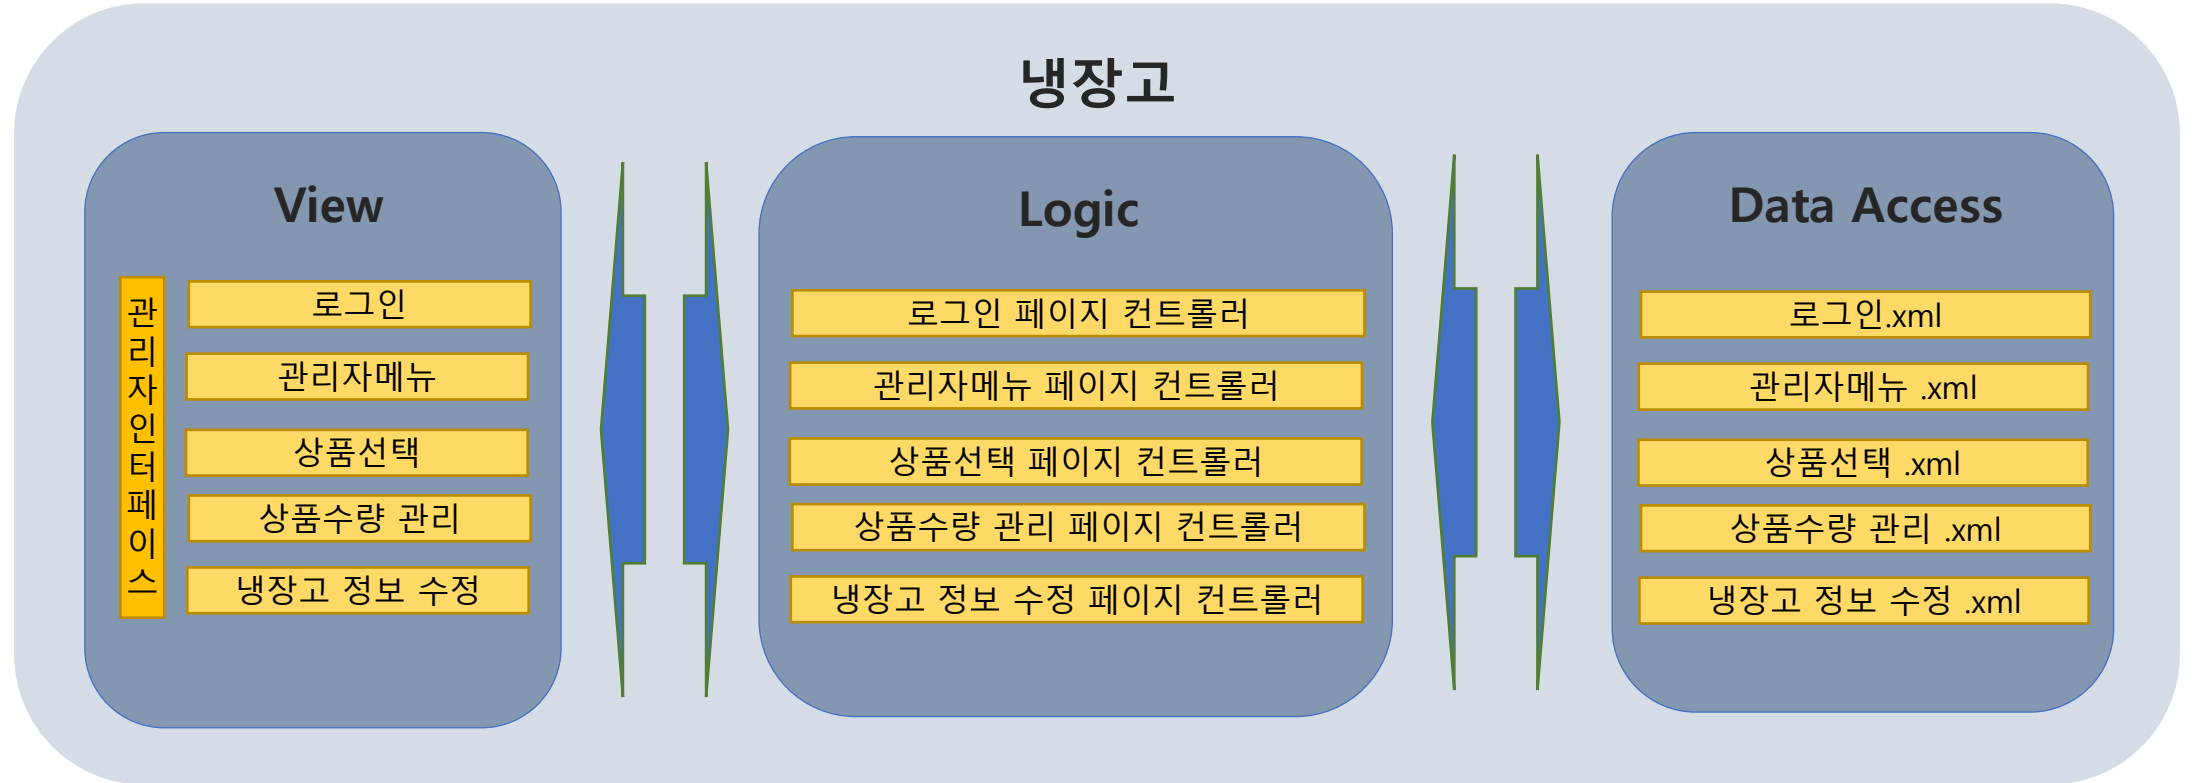 냉장고
View
관리자인터페이스
로그인
관리자메뉴
상품선택
상품수량 관리
냉장고 정보 수정
Logic
로그인 페이지 컨트롤러
관리자메뉴 페이지 컨트롤러
상품선택 페이지 컨트롤러
상품수량 관리 페이지 컨트롤러
냉장고 정보 수정 페이지 컨트롤러
Data Access
로그인.xml
관리자메뉴 .xml
상품선택 .xml
상품수량 관리 .xml
냉장고 정보 수정 .xml